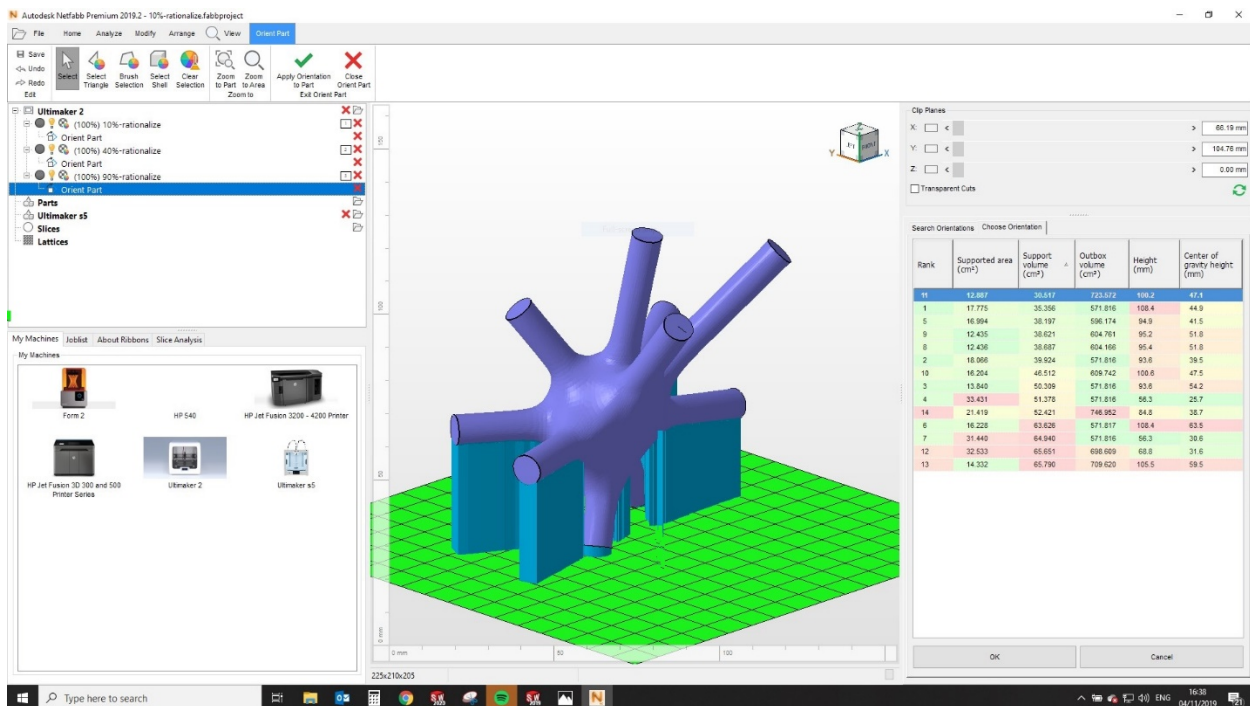 Autodesk Netfabb Premium 2019.2 - 10%-rationalize.fabbproject
File Home Analyze Modify Arrange View Orient Part
Save
Undo
Redo
Edit
Select
Select Triangle
Brush Selection
Select Shell
Clear Selection
Zoom to Part
Zoom to Area
Zoom to
Apply Orientation to Part
Close Orient Part
Exit Orient Part
Ultimaker 2
(100%) 10%-rationalize
Orient Part
(100%) 40%-rationalize
Orient Part
(100%) 90%-rationalize
Orient Part
Parts
Ultimaker s5
Slices
Lattices
My Machines Joblist About Ribbons Slice Analysis
My Machines
Form 2
HP 540
HP Jet Fusion 3200 - 4200 Printer
HP Jet Fusion 3D 300 and 500 Printer Series
Ultimaker 2
Ultimaker s5
150
100
50
0 mm
0 mm 50 100
225x210x205
FRONT
Y X
Clip Planes
X: < > 66.19 mm
Y: < > 104.76 mm
Z: < > 0.00 mm
Transparent Cuts
Search Orientations Choose Orientation
Rank Supported area (cm²) Support volume (cm³) Outbox volume (cm³) Height (mm) Center of gravity height (mm)
11 12.887 30.517 723.572 100.2 47.1
1 17.775 35.356 571.816 108.4 44.9
5 16.994 38.197 596.174 94.9 41.5
9 12.435 38.621 604.761 95.2 51.8
8 12.436 38.687 604.166 95.4 51.8
2 18.066 39.924 571.816 93.6 39.5
10 16.204 46.512 609.742 100.6 47.5
3 13.840 50.309 571.816 93.6 54.2
4 33.431 51.378 571.816 56.3 25.7
14 21.419 52.421 746.952 84.8 38.7
6 16.228 63.626 571.817 108.4 63.5
7 31.440 64.940 571.816 56.3 30.6
12 32.533 65.651 698.609 68.8 31.6
13 14.332 65.790 709.620 105.5 59.5
OK Cancel
Type here to search
ENG
16:38
04/11/2019